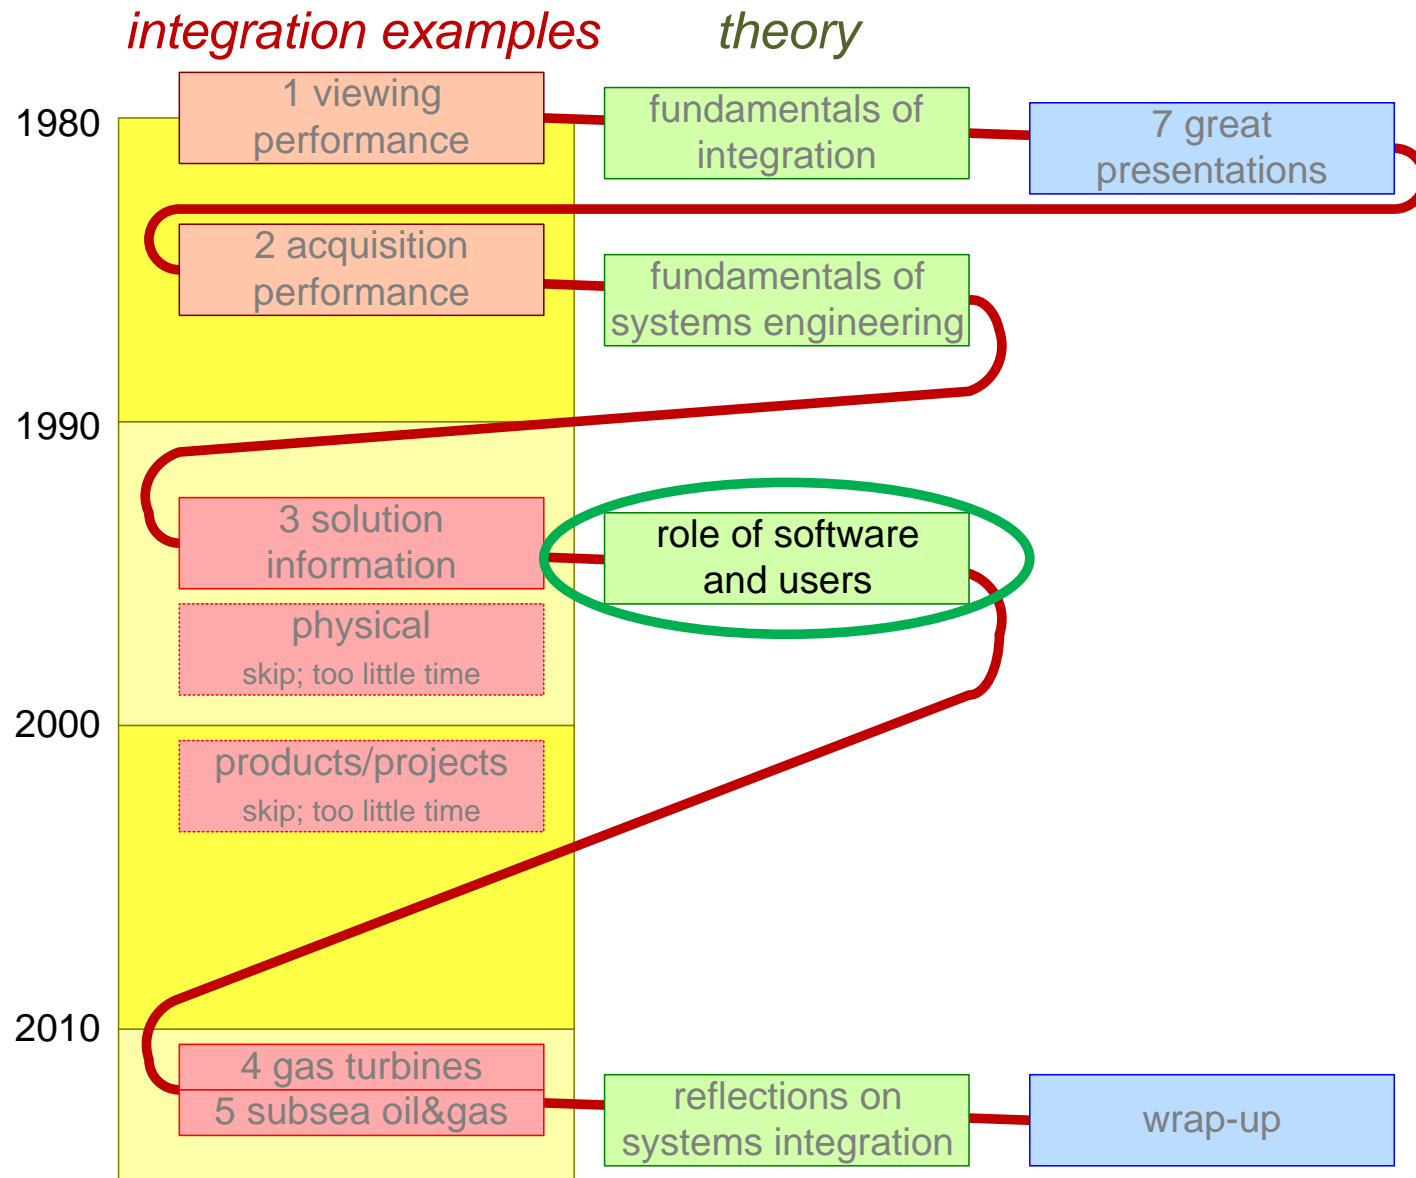 integration examples
theory
1980
1 viewing
performance
fundamentals of
integration
7 great
presentations
2 acquisition
performance
fundamentals of
systems engineering
1990
3 solution
information
role of software
and users
physical
skip; too little time
2000
products/projects
skip; too little time
2010
4 gas turbines
5 subsea oil&gas
reflections on
systems integration
wrap-up